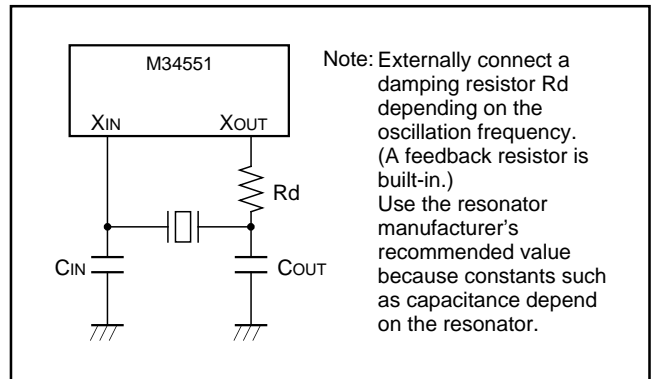 M34551
XIN XOUT
Rd
CIN COUT
Note: Externally connect a
damping resistor Rd
depending on the
oscillation frequency.
(A feedback resistor is
built-in.)
Use the resonator
manufacturer’s
recommended value
because constants such
as capacitance depend
on the resonator.